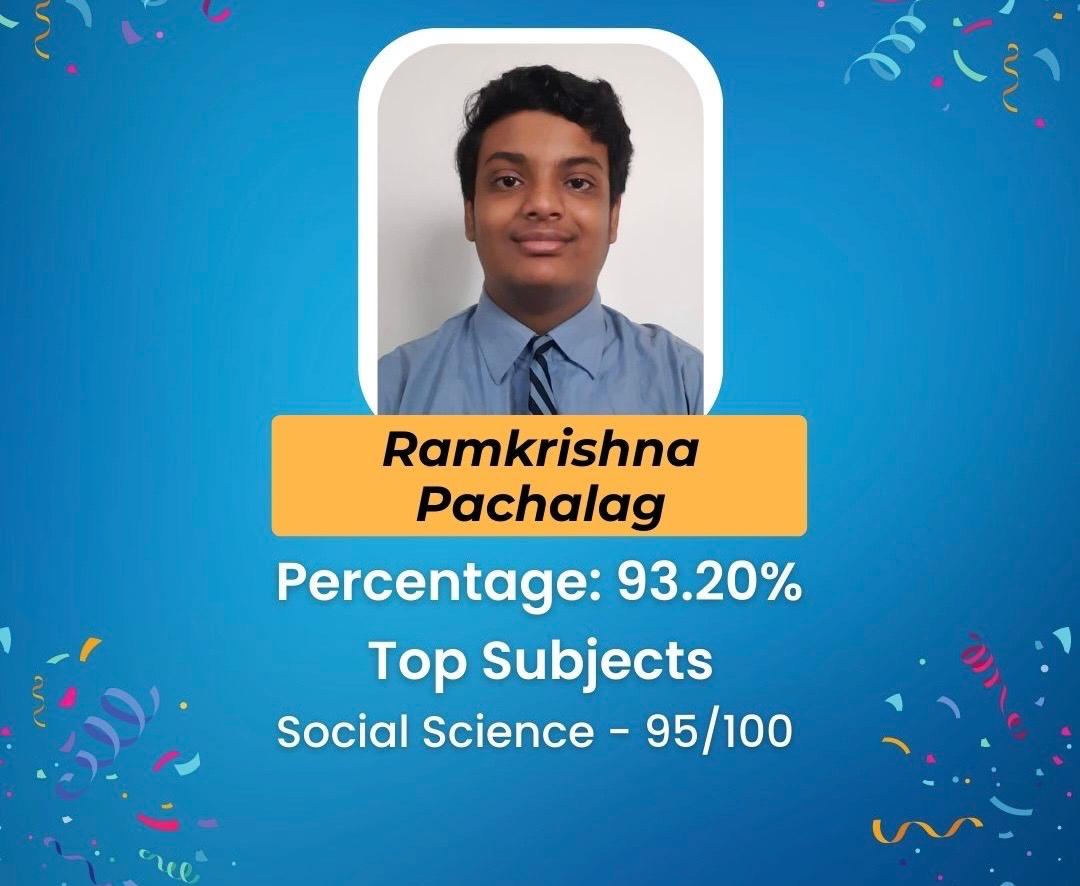 Ramkrishna
Pachalag
Percentage: 93.20%
Top Subjects
Social Science - 95/100